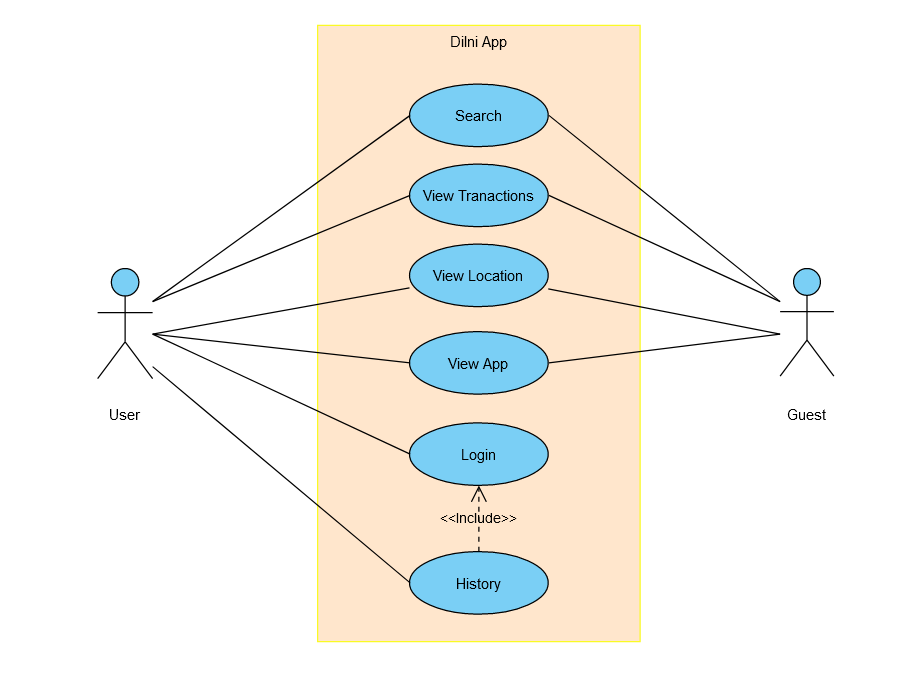 Dilni App
Search
View Tranactions
View Location
View App
User
Guest
Login
<<Include>>
History